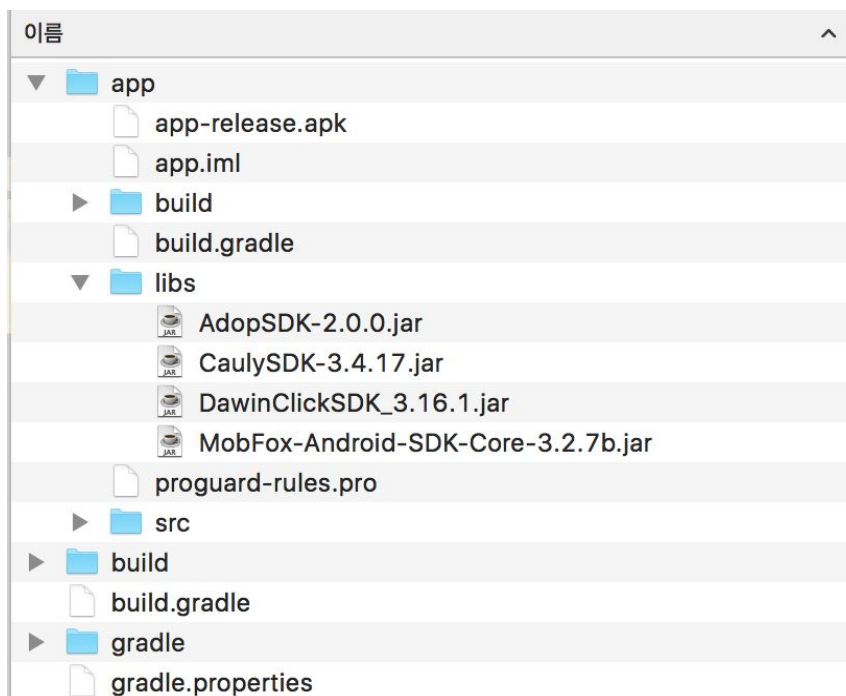 이름
app
app-release.apk
app.iml
build
build.gradle
libs
AdopSDK-2.0.0.jar
CaulySDK-3.4.17.jar
DawinClickSDK_3.16.1.jar
MobFox-Android-SDK-Core-3.2.7b.jar
proguard-rules.pro
src
build
build.gradle
gradle
gradle.properties